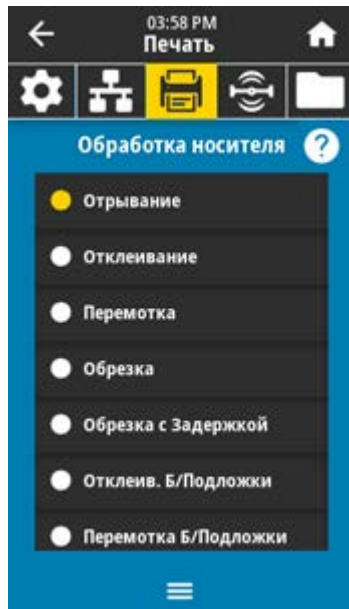 03:58 PM
Печать
Обработка носителя ?
Отрывание
Отклеивание
Перемотка
Обрезка
Обрезка с Задержкой
Отклеив. Б/Подложки
Перемотка Б/Подложки